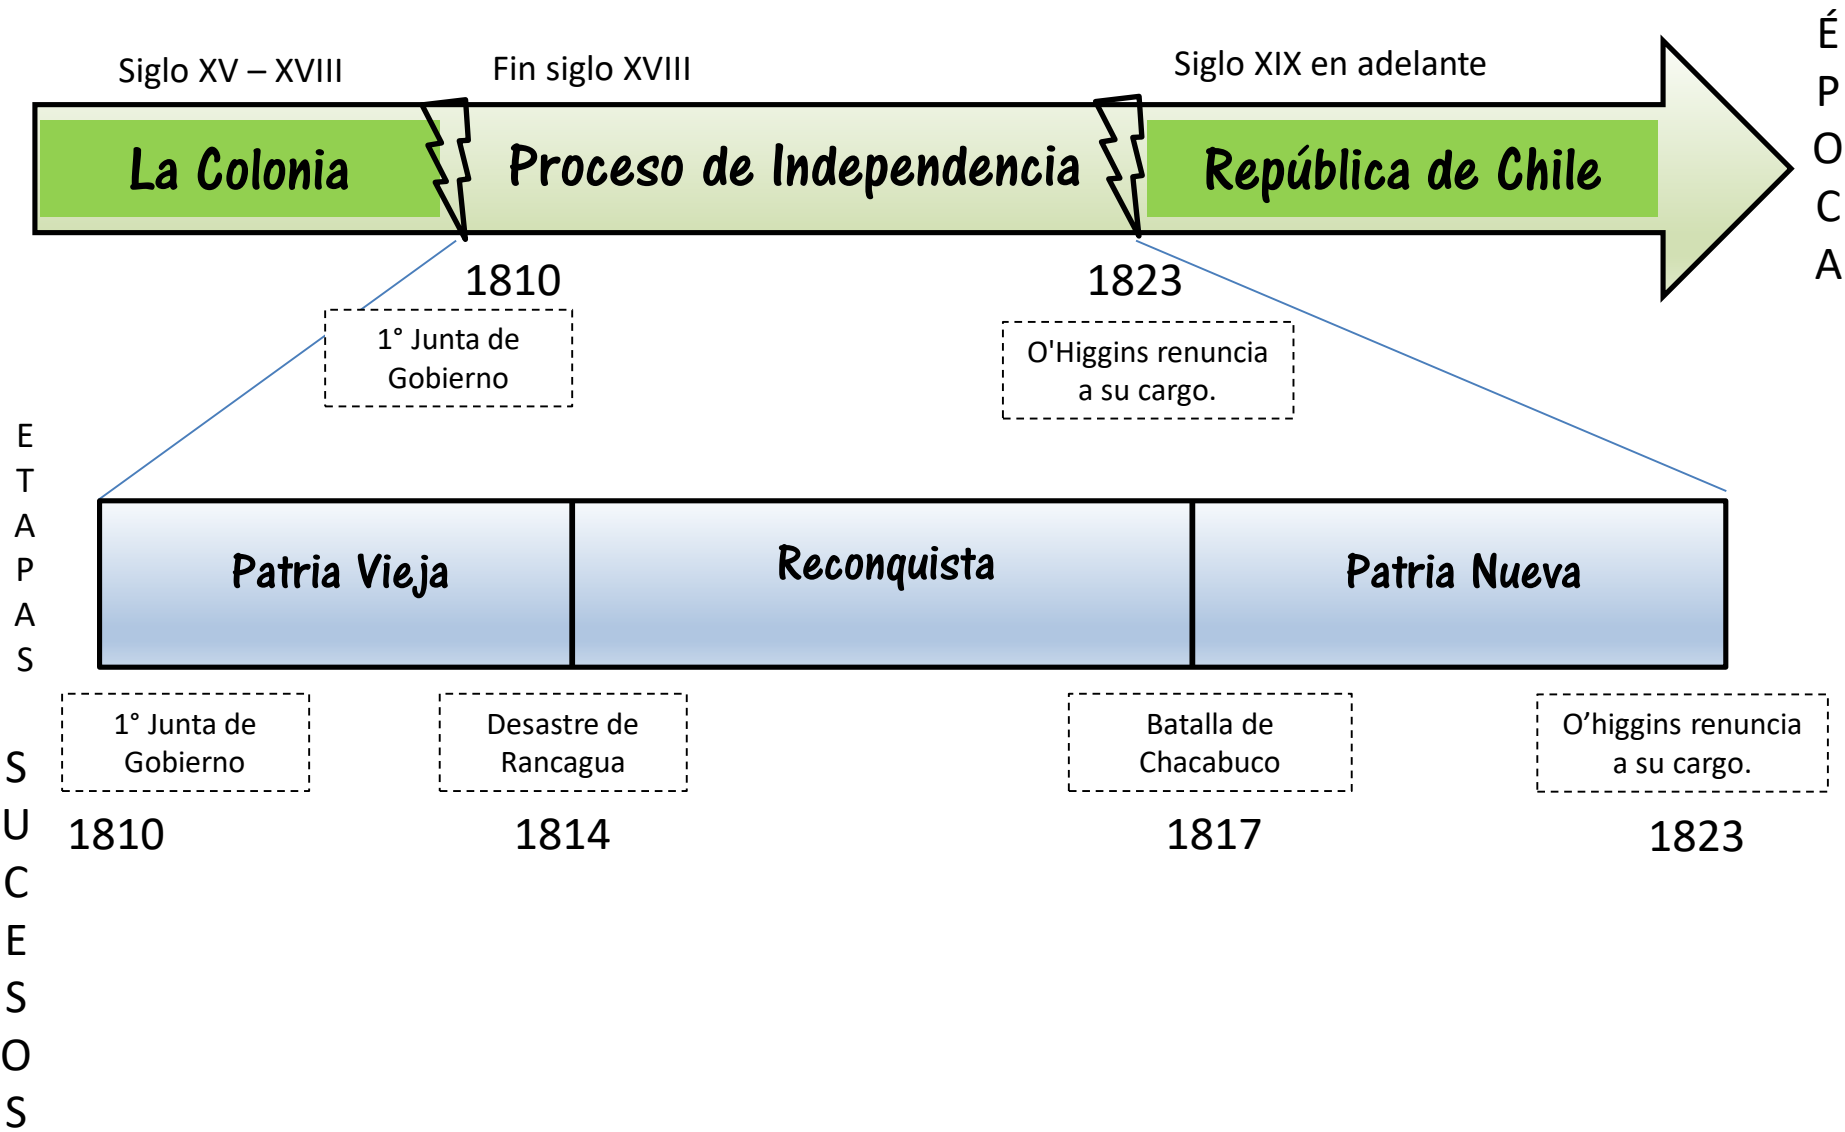 Siglo XV – XVIII
Fin siglo XVIII
Siglo XIX en adelante
É
P
O
C
A
La Colonia
Proceso de Independencia
República de Chile
1810
1823
1° Junta de
Gobierno
O'Higgins renuncia
a su cargo.
E
T
A
P
A
S
Patria Vieja
Reconquista
Patria Nueva
S
U
C
E
S
O
S
1° Junta de
Gobierno
Desastre de
Rancagua
Batalla de
Chacabuco
O’higgins renuncia
a su cargo.
1810
1814
1817
1823